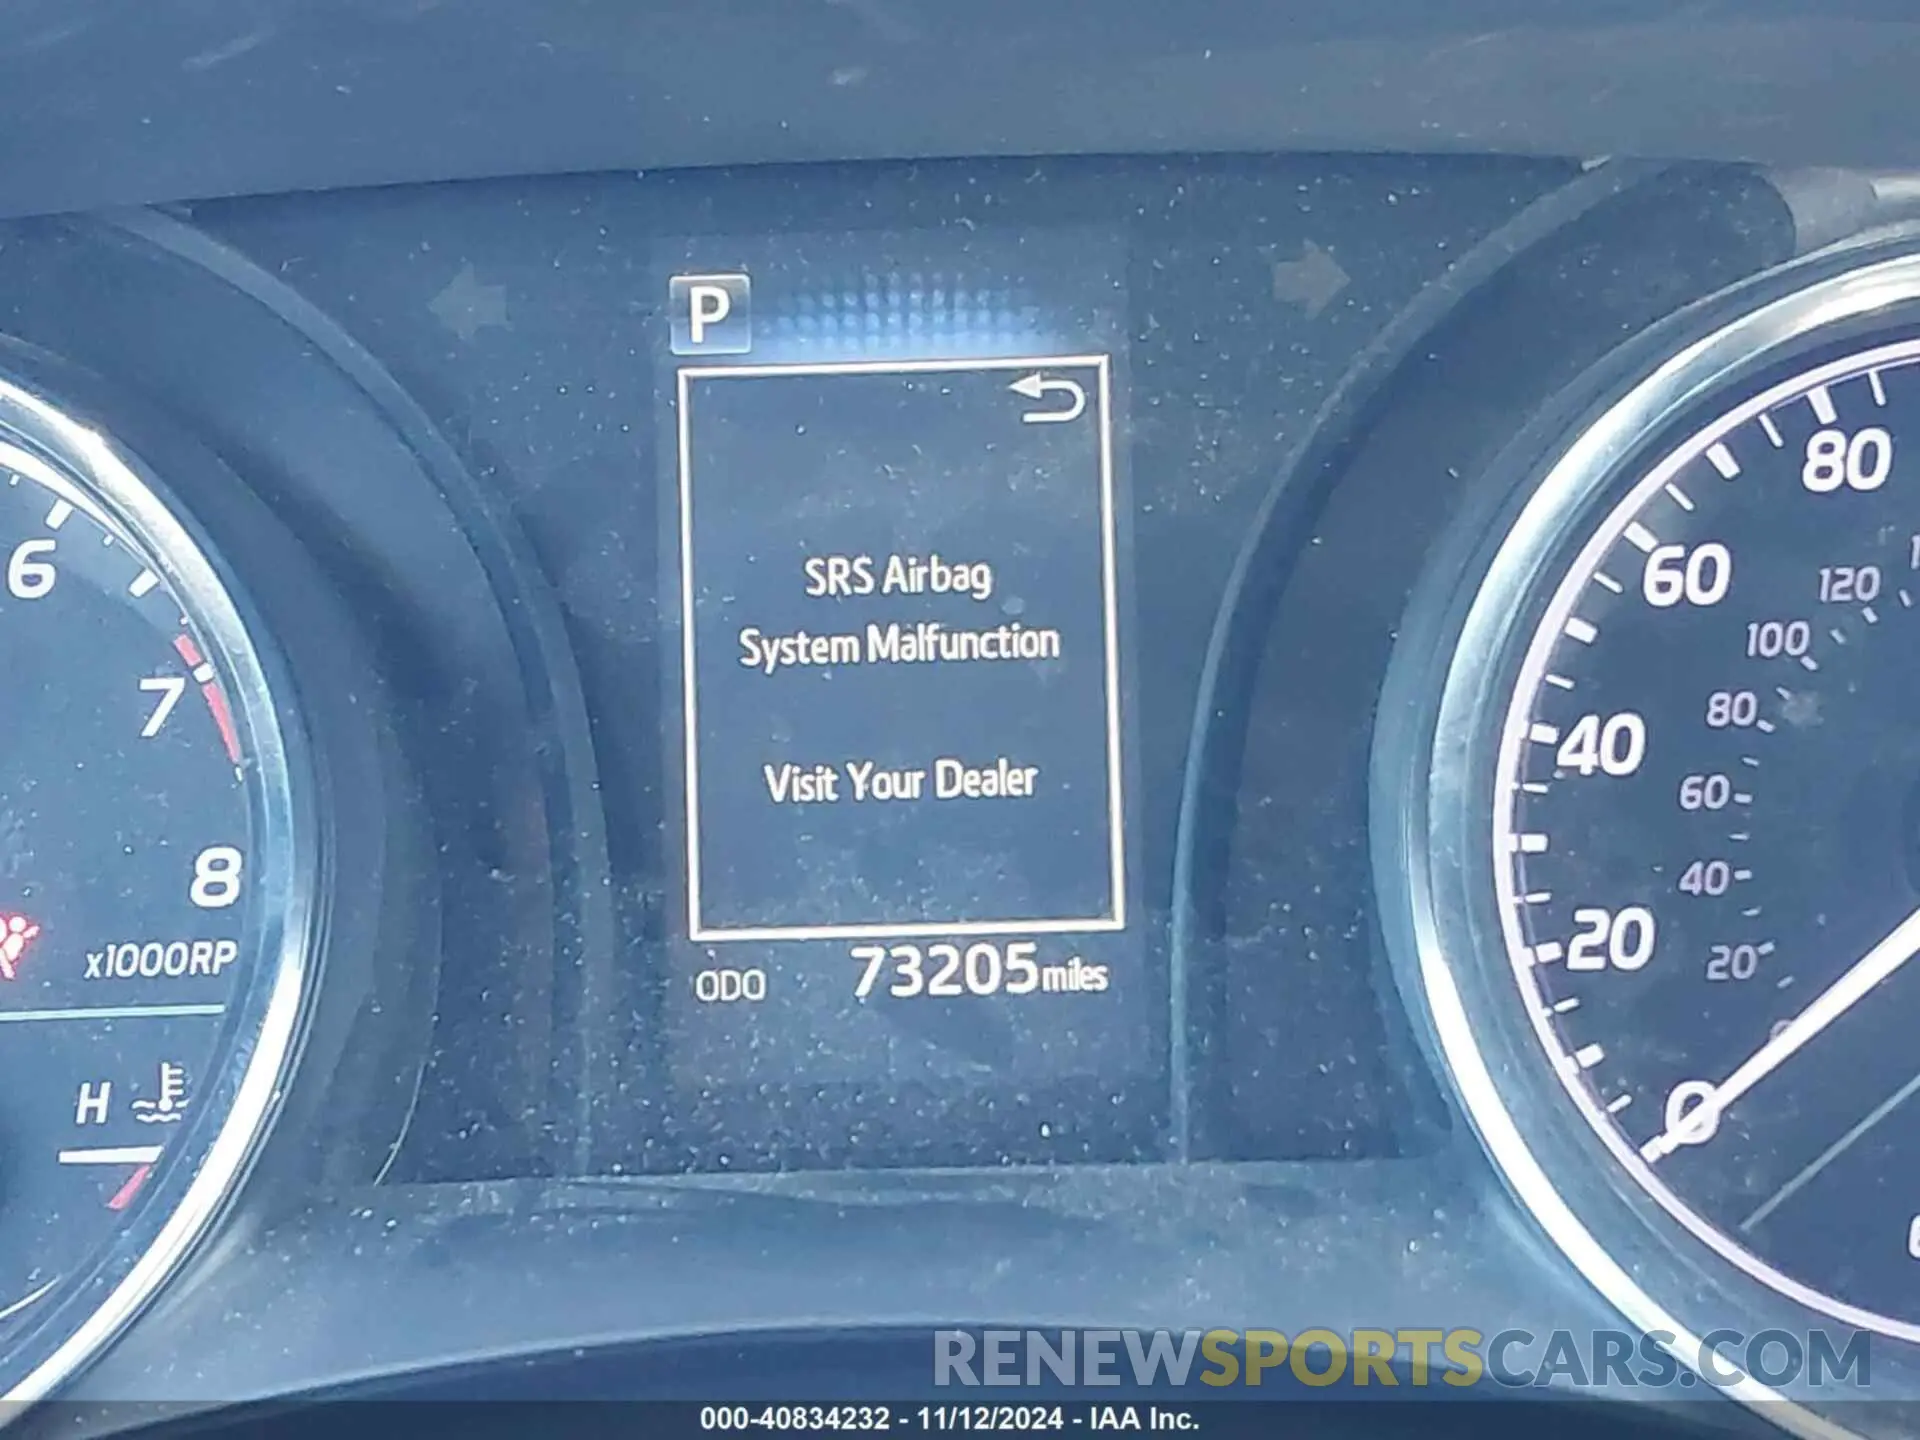 P
SRS Airbag
System Malfunction
Visit Your Dealer
ODO 73205 miles
6
7
8
x1000RP
H
80
60
40
20
0
120
100
80
60
40
20
RENEWSPORTSCARS.COM
000-40834232 - 11/12/2024 - IAA Inc.